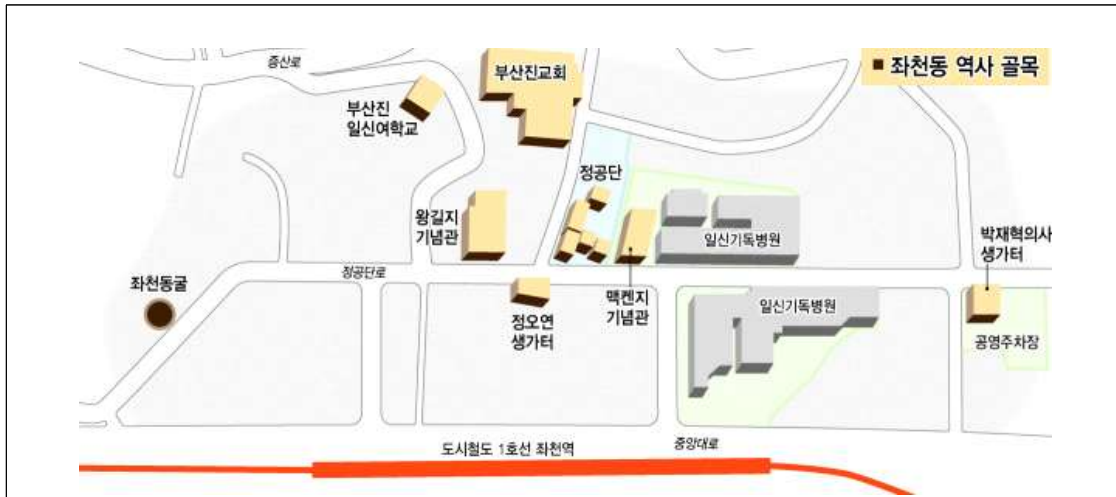 ■ 좌천동 역사 골목
증산로
부산진교회
부산진
일신여학교
정공단
왕길지
기념관
일신기독병원
박재혁의사
생가터
정공단로
좌천동굴
맥켄지
기념관
일신기독병원
정오연
생가터
공영주차장
도시철도 1호선 좌천역
중앙대로